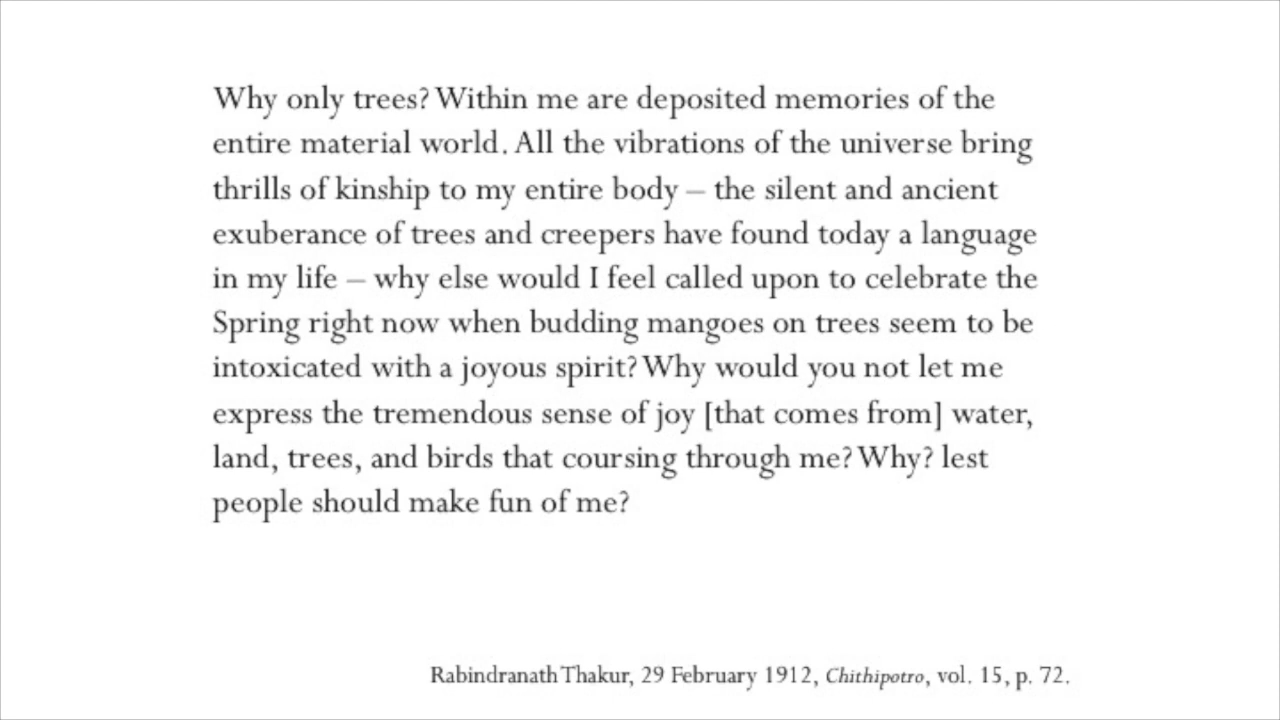 Why only trees? Within me are deposited memories of the
entire material world. All the vibrations of the universe bring
thrills of kinship to my entire body – the silent and ancient
exuberance of trees and creepers have found today a language
in my life – why else would I feel called upon to celebrate the
Spring right now when budding mangoes on trees seem to be
intoxicated with a joyous spirit? Why would you not let me
express the tremendous sense of joy [that comes from] water,
land, trees, and birds that coursing through me? Why? lest
people should make fun of me?
Rabindranath Thakur, 29 February 1912, Chithipotro, vol. 15, p. 72.